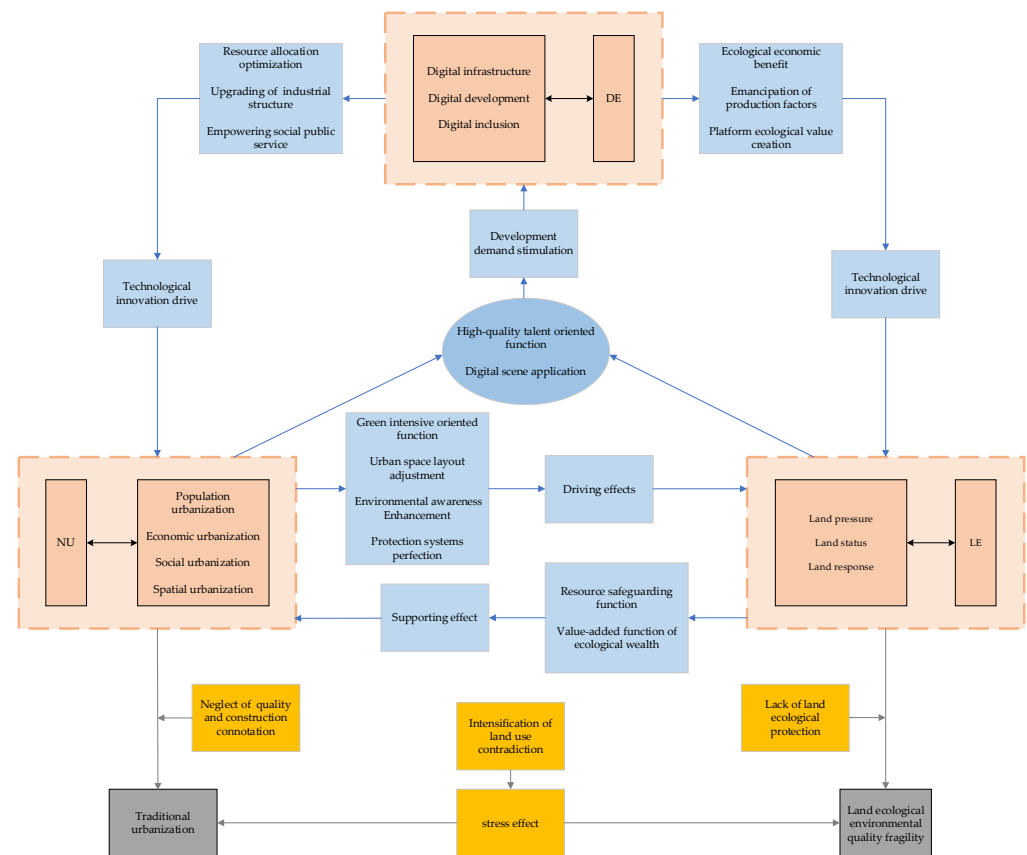 Resource allocation
optimization
Upgrading of industrial
structure
Empowering social public
service
Digital infrastructure
Digital development
Digital inclusion
DE
Ecological economic
benefit
Emancipation of
production factors
Platform ecological value
creation
Development
demand stimulation
Technological
innovation drive
Technological
innovation drive
High-quality talent oriented
function
Digital scene application
Green intensive oriented
function
Urban space layout
adjustment
Environmental awareness
Enhancement
Protection systems
perfection
Driving effects
NU
Population
urbanization
Economic urbanization
Social urbanization
Spatial urbanization
Land pressure
Land status
Land response
LE
Supporting effect
Resource safeguarding
function
Value-added function of
ecological wealth
Neglect of quality
and construction
connotation
Intensification of
land use
contradiction
Lack of land
ecological
protection
Traditional
urbanization
stress effect
Land ecological
environmental
quality fragility